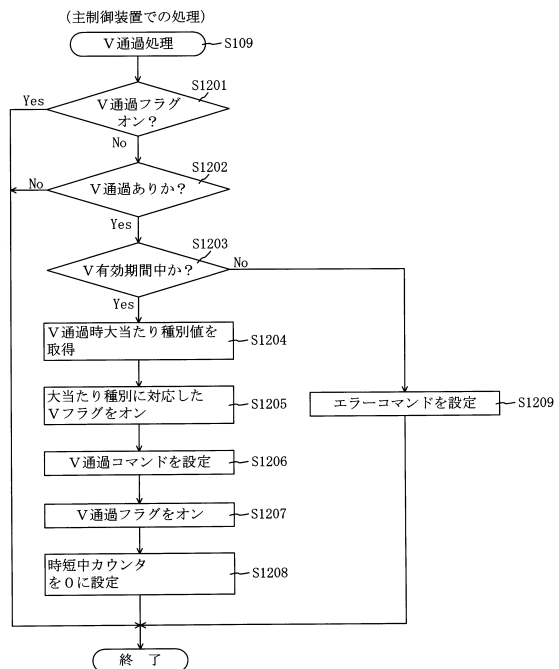 (主制御装置での処理)
V通過処理
S109
S1201
Yes
V通過フラグ
オン？
No
S1202
No
V通過ありか？
Yes
S1203
V有効期間中か？
No
Yes
V通過時大当たり種別値を
取得
S1204
大当たり種別に対応した
Vフラグをオン
S1205
エラーコマンドを設定
S1209
V通過コマンドを設定
S1206
V通過フラグをオン
S1207
時短中カウンタ
を0に設定
S1208
終 了